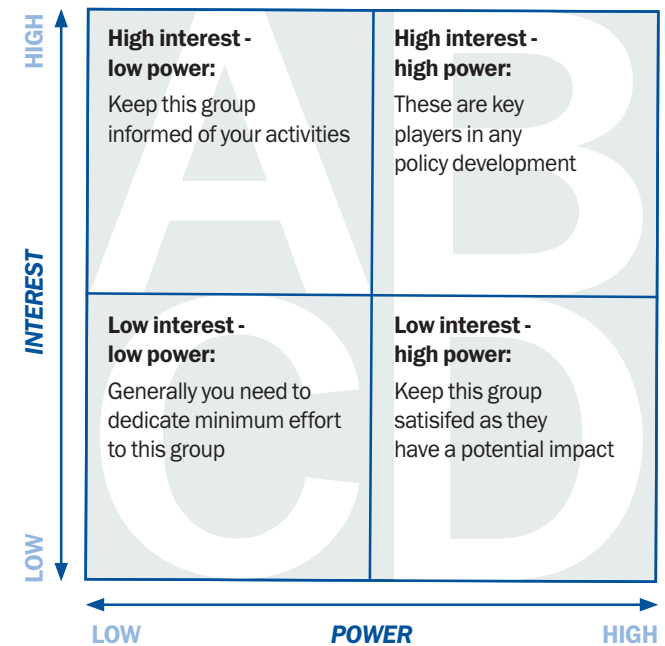 HIGH
INTEREST
LOW
A
High interest -
low power:
Keep this group
informed of your activities
B
High interest -
high power:
These are key
players in any
policy development
C
Low interest -
low power:
Generally you need to
dedicate minimum effort
to this group
D
Low interest -
high power:
Keep this group
satisifed as they
have a potential impact
LOW
POWER
HIGH